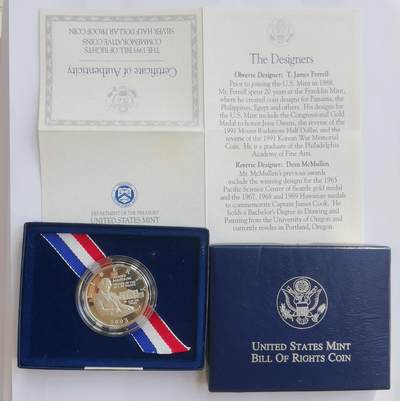 Certificate of Authenticity
THE 1993 BILL OF RIGHTS
COMMEMORATIVE COINS
SILVER HALF DOLLAR PROOF COIN
The Designers
Obverse Designer: T. James Ferrell
Prior to joining the U.S. Mint in 1989,
Mr Ferrell spent 20 years at the Franklin Mint,
where he created coin designs for Panama, the
Philippines, Egypt and others. His designs for
the U.S. Mint include the Congressional Gold
Medal to honor Jesse Owens, the reverse of the
1991 Mount Rushmore Half Dollar, and the
reverse of the 1991 Korean War Memorial
Coin. He is a graduate of the Philadelphia
Academy of Fine Arts.
Reverse Designer: Dean McMullen
Mr McMullen's previous awards
include the winning designs for the 1965
Pacific Science Center of Seattle gold medal
and the 1967, 1968 and 1969 Hawaiian medals
to commemorate Captain James Cook. He
holds a Bachelor's Degree in Drawing and
Painting from the University of Oregon and
currently resides in Portland, Oregon.
DEPARTMENT OF THE TREASURY
UNITED STATES MINT
1993
UNITED STATES MINT
BILL OF RIGHTS COIN